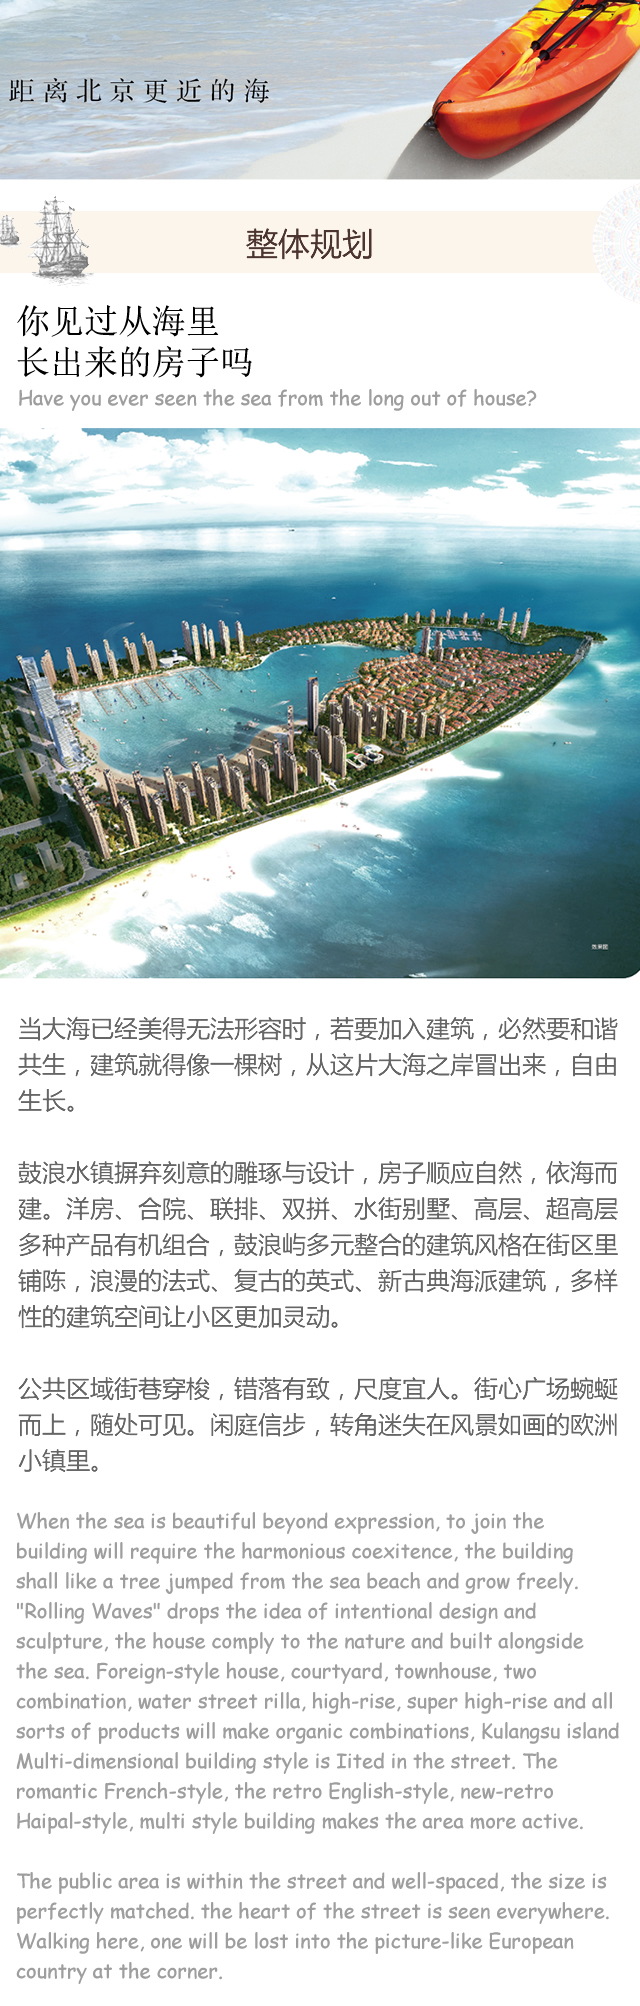 距离北京更近的海
整体规划
你见过从海里
长出来的房子吗
Have you ever seen the sea from the long out of house?
效果图
当大海已经美得无法形容时，若要加入建筑，必然要和谐
共生，建筑就得像一棵树，从这片大海之岸冒出来，自由
生长。
鼓浪水镇摒弃刻意的雕琢与设计，房子顺应自然，依海而
建。洋房、合院、联排、双拼、水街别墅、高层、超高层
多种产品有机组合，鼓浪屿多元整合的建筑风格在街区里
铺陈，浪漫的法式、复古的英式、新古典海派建筑，多样
性的建筑空间让小区更加灵动。
公共区域街巷穿梭，错落有致，尺度宜人。街心广场蜿蜒
而上，随处可见。闲庭信步，转角迷失在风景如画的欧洲
小镇里。
When the sea is beautiful beyond expression, to join the
building will require the harmonious coexitence, the building
shall like a tree jumped from the sea beach and grow freely.
"Rolling Waves" drops the idea of intentional design and
sculpture, the house comply to the nature and built alongside
the sea. Foreign-style house, courtyard, townhouse, two
combination, water street rilla, high-rise, super high-rise and all
sorts of products will make organic combinations, Kulangsu island
Multi-dimensional building style is Iited in the street. The
romantic French-style, the retro English-style, new-retro
Haipal-style, multi style building makes the area more active.
The public area is within the street and well-spaced, the size is
perfectly matched. the heart of the street is seen everywhere.
Walking here, one will be lost into the picture-like European
country at the corner.